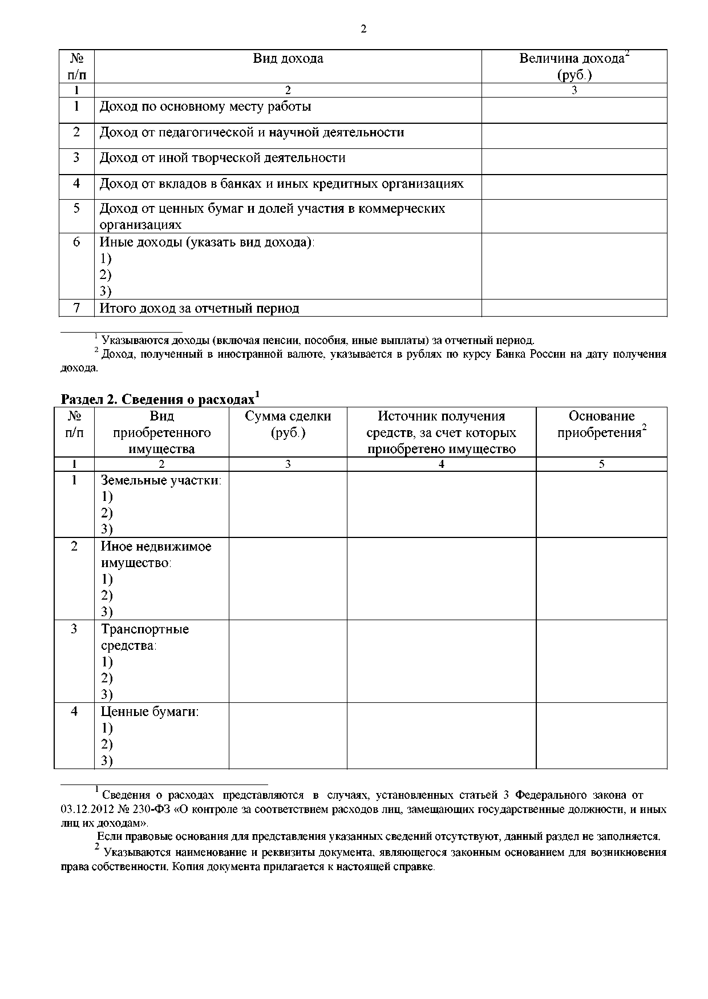 2
№ Вид дохода Величина дохода²
п/п (руб.)
1 2 3
1 Доход по основному месту работы
2 Доход от педагогической и научной деятельности
3 Доход от иной творческой деятельности
4 Доход от вкладов в банках и иных кредитных организациях
5 Доход от ценных бумаг и долей участия в коммерческих
организациях
6 Иные доходы (указать вид дохода):
1)
2)
3)
7 Итого доход за отчетный период
¹ Указываются доходы (включая пенсии, пособия, иные выплаты) за отчетный период.
² Доход, полученный в иностранной валюте, указывается в рублях по курсу Банка России на дату получения
дохода.
Раздел 2. Сведения о расходах¹
№ Вид Сумма сделки Источник получения Основание
п/п приобретенного (руб.) средств, за счет которых приобретения²
имущества приобретено имущество
1 2 3 4 5
1 Земельные участки:
1)
2)
3)
2 Иное недвижимое
имущество:
1)
2)
3)
3 Транспортные
средства:
1)
2)
3)
4 Ценные бумаги:
1)
2)
3)
¹ Сведения о расходах представляются в случаях, установленных статьей 3 Федерального закона от
03.12.2012 № 230-ФЗ «О контроле за соответствием расходов лиц, замещающих государственные должности, и иных
лиц их доходам».
Если правовые основания для представления указанных сведений отсутствуют, данный раздел не заполняется.
² Указываются наименование и реквизиты документа, являющегося законным основанием для возникновения
права собственности. Копия документа прилагается к настоящей справке.